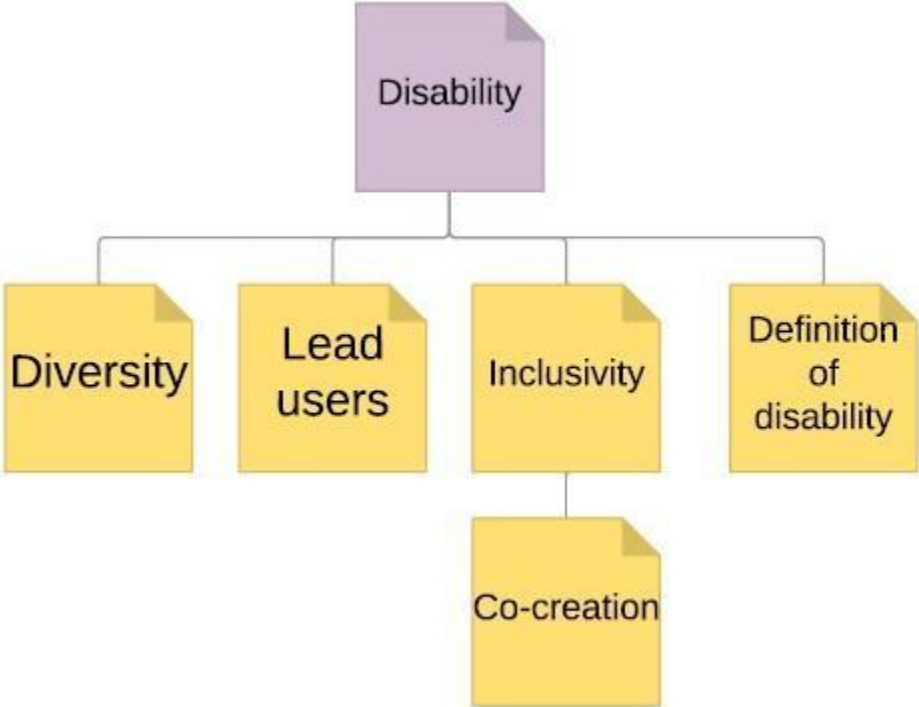 Disability
Diversity
Lead
users
Inclusivity
Definition
of
disability
Co-creation